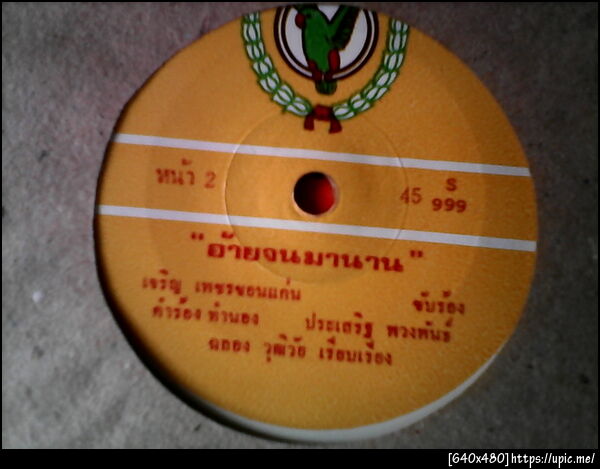 หน้า 2
45 S 999
"อ้ายจนมานาน"
เจริญ เพชรขอนแก่น ขับร้อง
คำร้อง ทำนอง ประเสริฐ พวงพันธ์
ฉลอง วุฒิวัย เรียบเรียง
[640x480]https://upic.me/